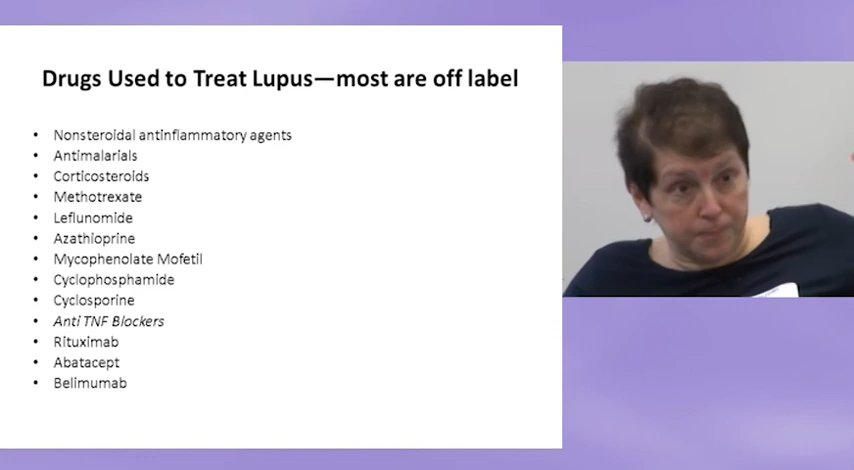 Drugs Used to Treat Lupus—most are off label
• Nonsteroidal antinflammatory agents
• Antimalarials
• Corticosteroids
• Methotrexate
• Leflunomide
• Azathioprine
• Mycophenolate Mofetil
• Cyclophosphamide
• Cyclosporine
• Anti TNF Blockers
• Rituximab
• Abatacept
• Belimumab